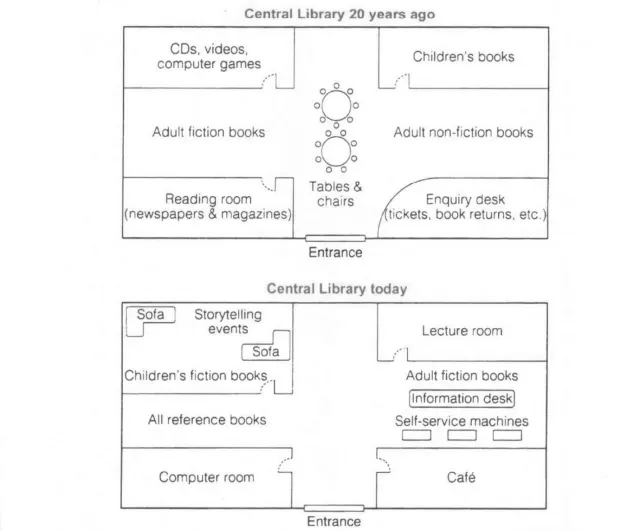 Central Library 20 years ago
CDs, videos,
computer games
Children's books
Adult fiction books
Adult non-fiction books
Tables &
chairs
Reading room
(newspapers & magazines)
Enquiry desk
(tickets, book returns, etc.)
Entrance
Central Library today
Sofa
Storytelling
events
Sofa
Lecture room
Children's fiction books
Adult fiction books
Information desk
All reference books
Self-service machines
Computer room
Café
Entrance